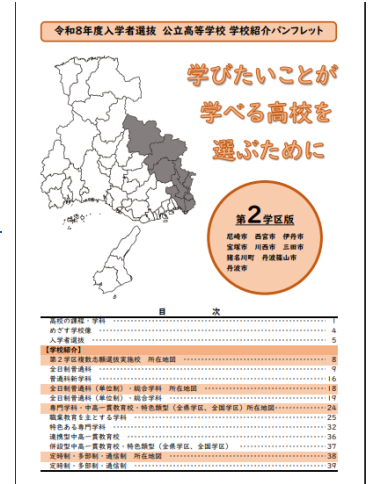 令和8年度入学者選抜 公立高等学校 学校紹介パンフレット
学びたいことが
学べる高校を
選ぶために
第2学区版
尼崎市 西宮市 伊丹市
宝塚市 川西市 三田市
猪名川町 丹波篠山市
丹波市
目 次
高校の課程・学科 1
めざす学校像 4
入学者選抜 5
【学校紹介】
第2学区複数志願選抜実施校 所在地図 8
全日制普通科 9
普通科新学科 16
全日制普通科(単位制)・総合学科 所在地図 18
全日制普通科(単位制)・総合学科 19
専門学科・中高一貫教育校・特色類型(全県学区、全国学区)所在地図 24
職業教育を主とする学科 25
特色ある専門学科 32
連携型中高一貫教育校 36
併設型中高一貫教育校・特色類型(全県学区、全国学区) 37
定時制・多部制・通信制 所在地図 38
定時制・多部制・通信制 39